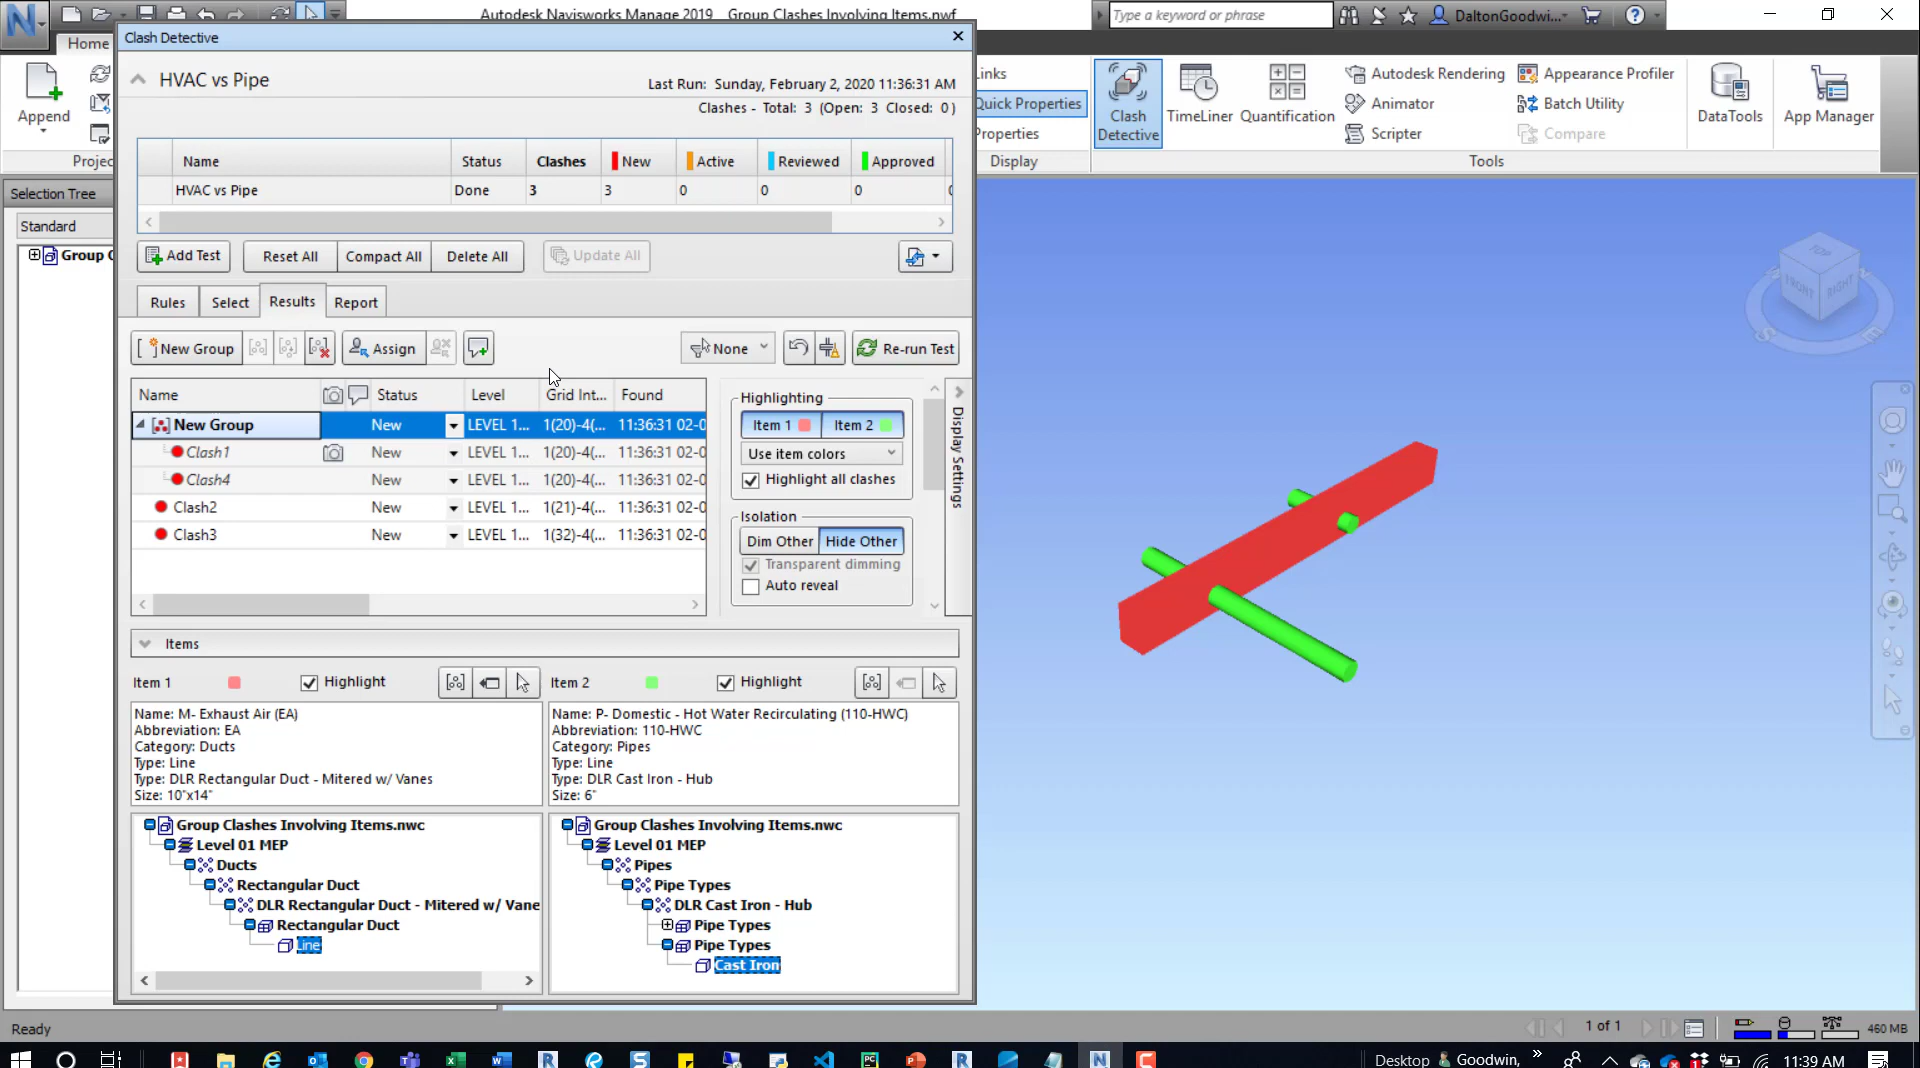 Autodesk Navisworks Manage 2019 Group Clashes Involving Items.nwf
Type a keyword or phrase
DaltonGoodwi...
Clash Detective
Home
Append
Projec
Selection Tree
Standard
Group C
HVAC vs Pipe
Last Run: Sunday, February 2, 2020 11:36:31 AM
Clashes - Total: 3 (Open: 3 Closed: 0)
Name Status Clashes New Active Reviewed Approved
HVAC vs Pipe Done 3 3 0 0 0
Add Test Reset All Compact All Delete All Update All
Rules Select Results Report
New Group Assign None Re-run Test
Name Status Level Grid Int... Found
New Group New LEVEL 1... 1(20)-4(... 11:36:31 02-0
Clash1 New LEVEL 1... 1(20)-4(... 11:36:31 02-0
Clash4 New LEVEL 1... 1(20)-4(... 11:36:31 02-0
Clash2 New LEVEL 1... 1(21)-4(... 11:36:31 02-0
Clash3 New LEVEL 1... 1(32)-4(... 11:36:31 02-0
Highlighting
Item 1 Item 2
Use item colors
Highlight all clashes
Isolation
Dim Other Hide Other
Transparent dimming
Auto reveal
Display Settings
Items
Item 1 Highlight
Item 2 Highlight
Name: M- Exhaust Air (EA)
Abbreviation: EA
Category: Ducts
Type: Line
Type: DLR Rectangular Duct - Mitered w/ Vanes
Size: 10"x14"
Name: P- Domestic - Hot Water Recirculating (110-HWC)
Abbreviation: 110-HWC
Category: Pipes
Type: Line
Type: DLR Cast Iron - Hub
Size: 6"
Group Clashes Involving Items.nwc
Level 01 MEP
Ducts
Rectangular Duct
DLR Rectangular Duct - Mitered w/ Vane
Rectangular Duct
Line
Group Clashes Involving Items.nwc
Level 01 MEP
Pipes
Pipe Types
DLR Cast Iron - Hub
Pipe Types
Pipe Types
Cast Iron
inks
Quick Properties
Properties
Display
Clash
Detective
TimeLiner
Quantification
Autodesk Rendering
Animator
Scripter
Appearance Profiler
Batch Utility
Compare
Tools
DataTools
App Manager
TOP
FRONT
RIGHT
S
E
Ready
1 of 1
460 MB
Desktop
Goodwin,
11:39 AM